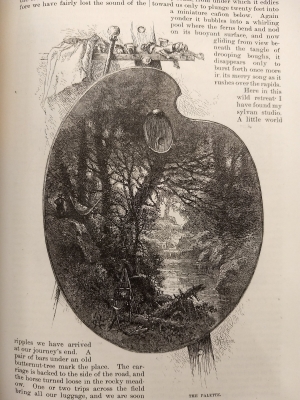 fore we have fairly lost the sound of the
ripples we have arrived
at our journey's end. A
pair of bars under an old
butternut-tree mark the place. The car-
riage is backed to the side of the road, and
the horse turned loose in the rocky mead-
ow. One or two trips across the field
bring all our luggage, and we are soon
under which it eddies
toward us only to plunge twenty foot into
a miniature cañon below. Again
yonder it bubbles into a whirling
pool where the ferns bend and nod
on its buoyant surface, and now
gliding from view be-
neath the tangle of
drooping boughs, it
disappears only to
burst forth once more
in its merry song as it
rushes over the rapids.
Here in this
wild retreat I
have found my
sylvan studio.
A little world
THE PALETTE.